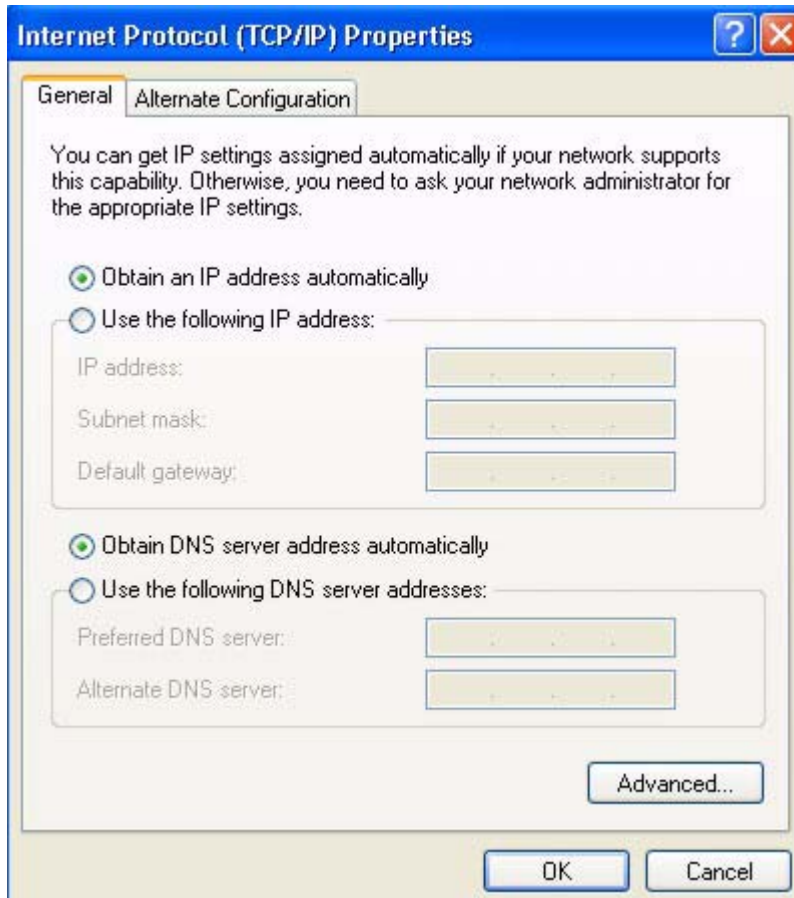 Internet Protocol (TCP/IP) Properties
General
Alternate Configuration
You can get IP settings assigned automatically if your network supports
this capability. Otherwise, you need to ask your network administrator for
the appropriate IP settings.
Obtain an IP address automatically
Use the following IP address:
IP address:
Subnet mask:
Default gateway:
Obtain DNS server address automatically
Use the following DNS server addresses:
Preferred DNS server:
Alternate DNS server:
Advanced...
OK
Cancel